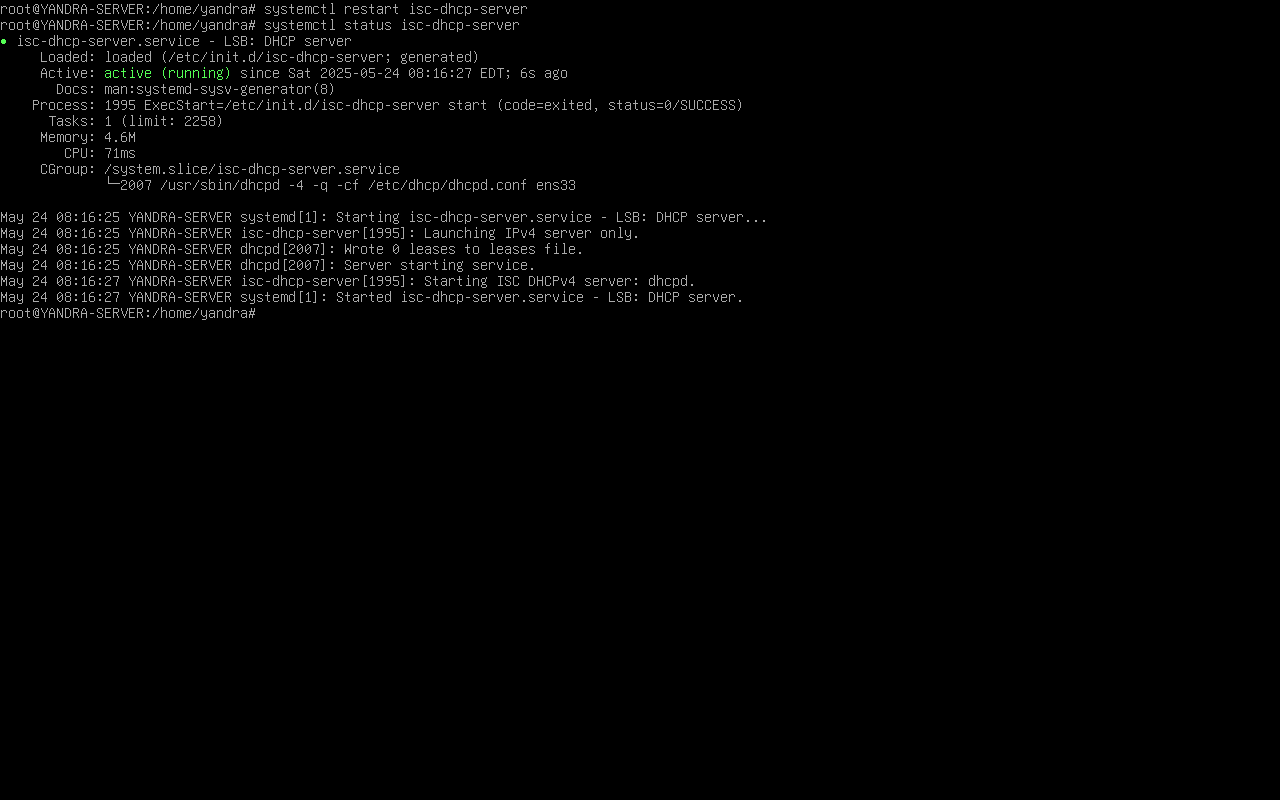 root@YANDRA-SERVER:/home/yandra# systemctl restart isc-dhcp-server
root@YANDRA-SERVER:/home/yandra# systemctl status isc-dhcp-server
● isc-dhcp-server.service - LSB: DHCP server
     Loaded: loaded (/etc/init.d/isc-dhcp-server; generated)
     Active: active (running) since Sat 2025-05-24 08:16:27 EDT; 6s ago
       Docs: man:systemd-sysv-generator(8)
    Process: 1995 ExecStart=/etc/init.d/isc-dhcp-server start (code=exited, status=0/SUCCESS)
      Tasks: 1 (limit: 2258)
     Memory: 4.6M
        CPU: 71ms
     CGroup: /system.slice/isc-dhcp-server.service
             └─2007 /usr/sbin/dhcpd -4 -q -cf /etc/dhcp/dhcpd.conf ens33
May 24 08:16:25 YANDRA-SERVER systemd[1]: Starting isc-dhcp-server.service - LSB: DHCP server...
May 24 08:16:25 YANDRA-SERVER isc-dhcp-server[1995]: Launching IPv4 server only.
May 24 08:16:25 YANDRA-SERVER dhcpd[2007]: Wrote 0 leases to leases file.
May 24 08:16:25 YANDRA-SERVER dhcpd[2007]: Server starting service.
May 24 08:16:27 YANDRA-SERVER isc-dhcp-server[1995]: Starting ISC DHCPv4 server: dhcpd.
May 24 08:16:27 YANDRA-SERVER systemd[1]: Started isc-dhcp-server.service - LSB: DHCP server.
root@YANDRA-SERVER:/home/yandra#